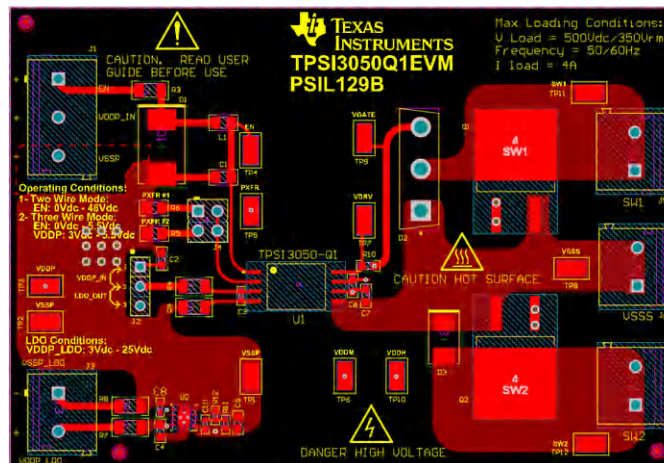 TEXAS
INSTRUMENTS
TPSI3050Q1EVM
PSIL129B
Max Loading Conditions:
V Load = 500Vdc/350Vrms
Frequency = 50/60Hz
I load = 4A
CAUTION. READ USER
GUIDE BEFORE USE
J1
EN
VDDP_IN
VSSP
R3
D1
L1
EN
TP4
C1
PXFR
TP5
VGATE
TP9
VDRV
TP7
D2
Q1
4
SW1
SW1
TP11
SW1
Operating Conditions:
1- Two Wire Mode:
EN: 0Vdc - 48Vdc
2- Three Wire Mode:
EN: 0Vdc - 5.5Vdc
VDDP: 3Vdc - 5.5Vdc
PXFR #1
R6
PXFR #2
R5
J4
C2
TPSI3050-Q1
U1
R10
C6
C7
C3
CAUTION HOT SURFACE
VSSS
TP8
VSSS
VDDP
VDDP_IN
LDO_OUT
J2
VSSP
TP2
LDO Conditions:
VDDP_LDO: 3Vdc - 25Vdc
VSSP_LDO
J3
R8
R7
C8
C4
U2
R12
R11
C5
VSSP
TP1
VDDM
TP6
VDDH
TP10
D3
Q2
4
SW2
SW2
SW2
TP12
VDDP_LDO
DANGER HIGH VOLTAGE